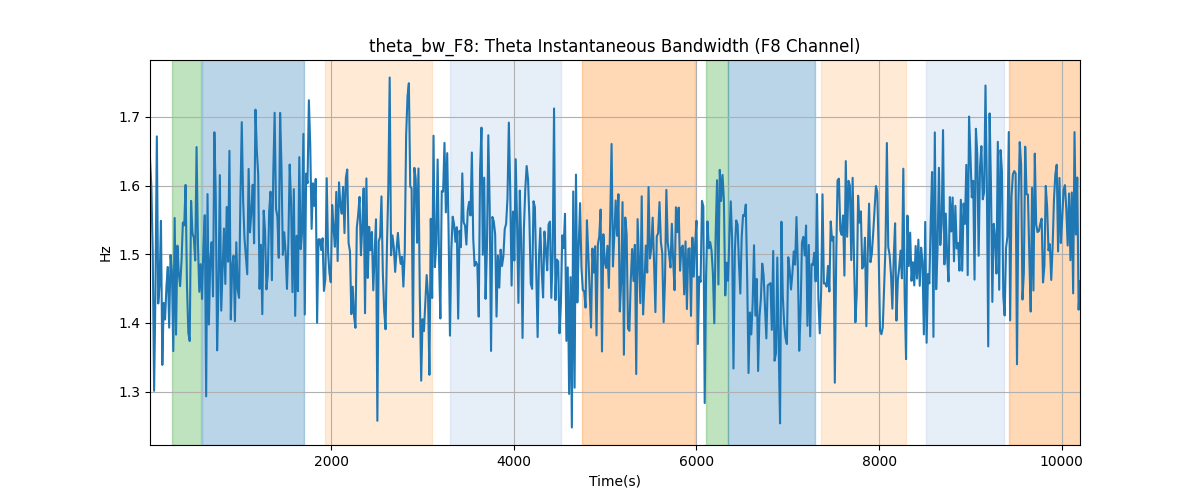 theta_bw_F8: Theta Instantaneous Bandwidth (F8 Channel)
Hz
1.7
1.6
1.5
1.4
1.3
2000 4000 6000 8000 10000
Time(s)